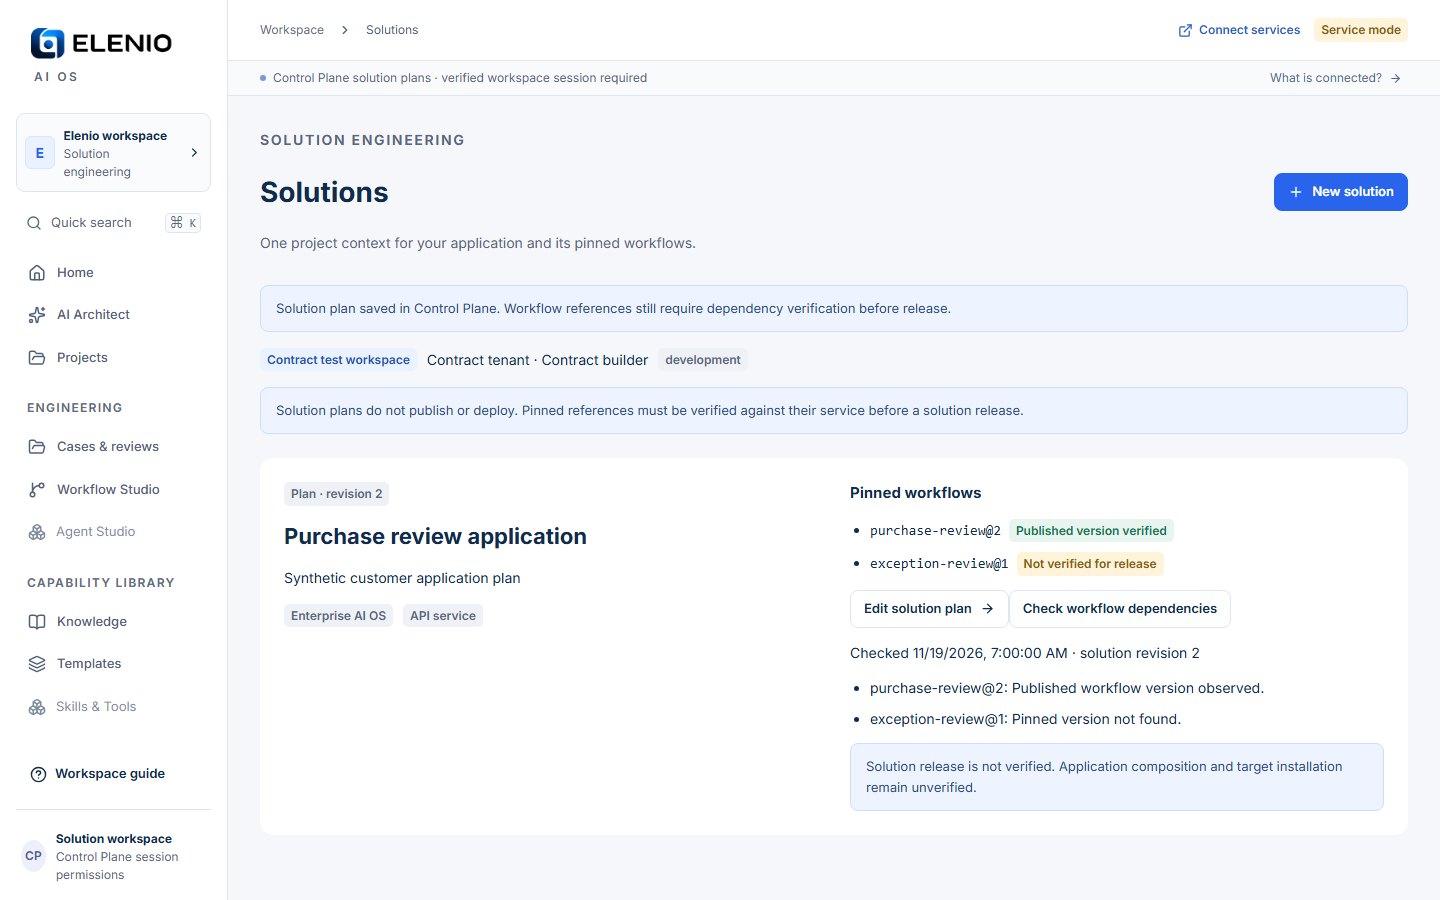 ELENIO
AI OS
E
Elenio workspace
Solution
engineering
Quick search
⌘ K
Home
AI Architect
Projects
ENGINEERING
Cases & reviews
Workflow Studio
Agent Studio
CAPABILITY LIBRARY
Knowledge
Templates
Skills & Tools
Workspace guide
CP
Solution workspace
Control Plane session
permissions
Workspace
Solutions
Connect services
Service mode
Control Plane solution plans · verified workspace session required
What is connected? →
SOLUTION ENGINEERING
Solutions
+ New solution
One project context for your application and its pinned workflows.
Solution plan saved in Control Plane. Workflow references still require dependency verification before release.
Contract test workspace Contract tenant · Contract builder development
Solution plans do not publish or deploy. Pinned references must be verified against their service before a solution release.
Plan · revision 2
Purchase review application
Synthetic customer application plan
Enterprise AI OS API service
Pinned workflows
• purchase-review@2 Published version verified
• exception-review@1 Not verified for release
Edit solution plan → Check workflow dependencies
Checked 11/19/2026, 7:00:00 AM · solution revision 2
• purchase-review@2: Published workflow version observed.
• exception-review@1: Pinned version not found.
Solution release is not verified. Application composition and target installation
remain unverified.